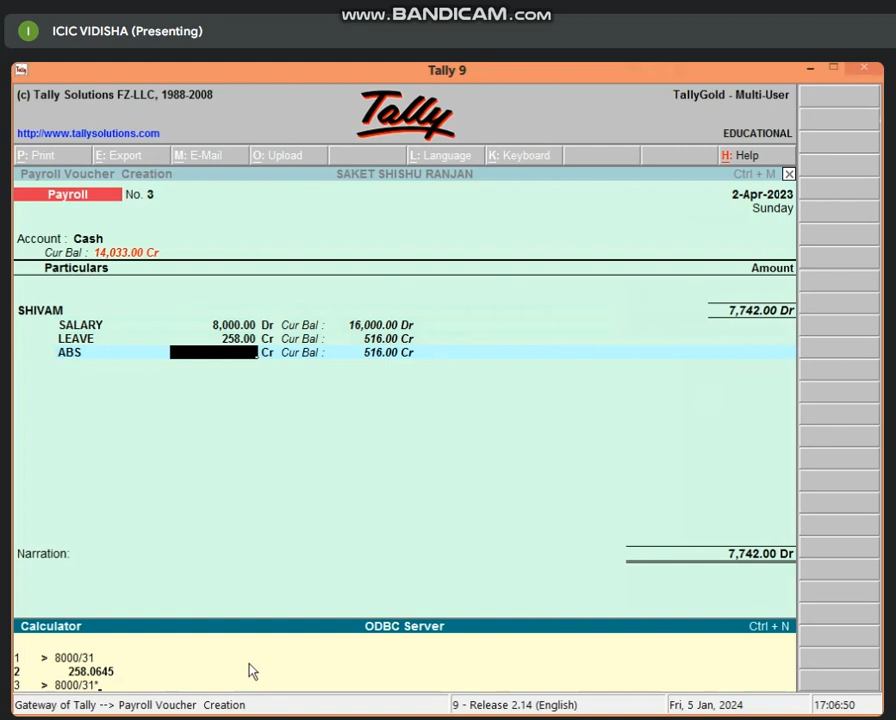 www.BANDICAM.com
I ICIC VIDISHA (Presenting)
Tally 9
(c) Tally Solutions FZ-LLC, 1988-2008
Tally
TallyGold - Multi-User
http://www.tallysolutions.com
EDUCATIONAL
P: Print E: Export M: E-Mail O: Upload L: Language K: Keyboard H: Help
Payroll Voucher Creation SAKET SHISHU RANJAN Ctrl + M
Payroll No. 3 2-Apr-2023
Sunday
Account : Cash
Cur Bal : 14,033.00 Cr
Particulars Amount
SHIVAM 7,742.00 Dr
SALARY 8,000.00 Dr Cur Bal : 16,000.00 Dr
LEAVE 258.00 Cr Cur Bal : 516.00 Cr
ABS Cr Cur Bal : 516.00 Cr
Narration: 7,742.00 Dr
Calculator ODBC Server Ctrl + N
1 > 8000/31
2 258.0645
3 > 8000/31*
Gateway of Tally --> Payroll Voucher Creation 9 - Release 2.14 (English) Fri, 5 Jan, 2024 17:06:50